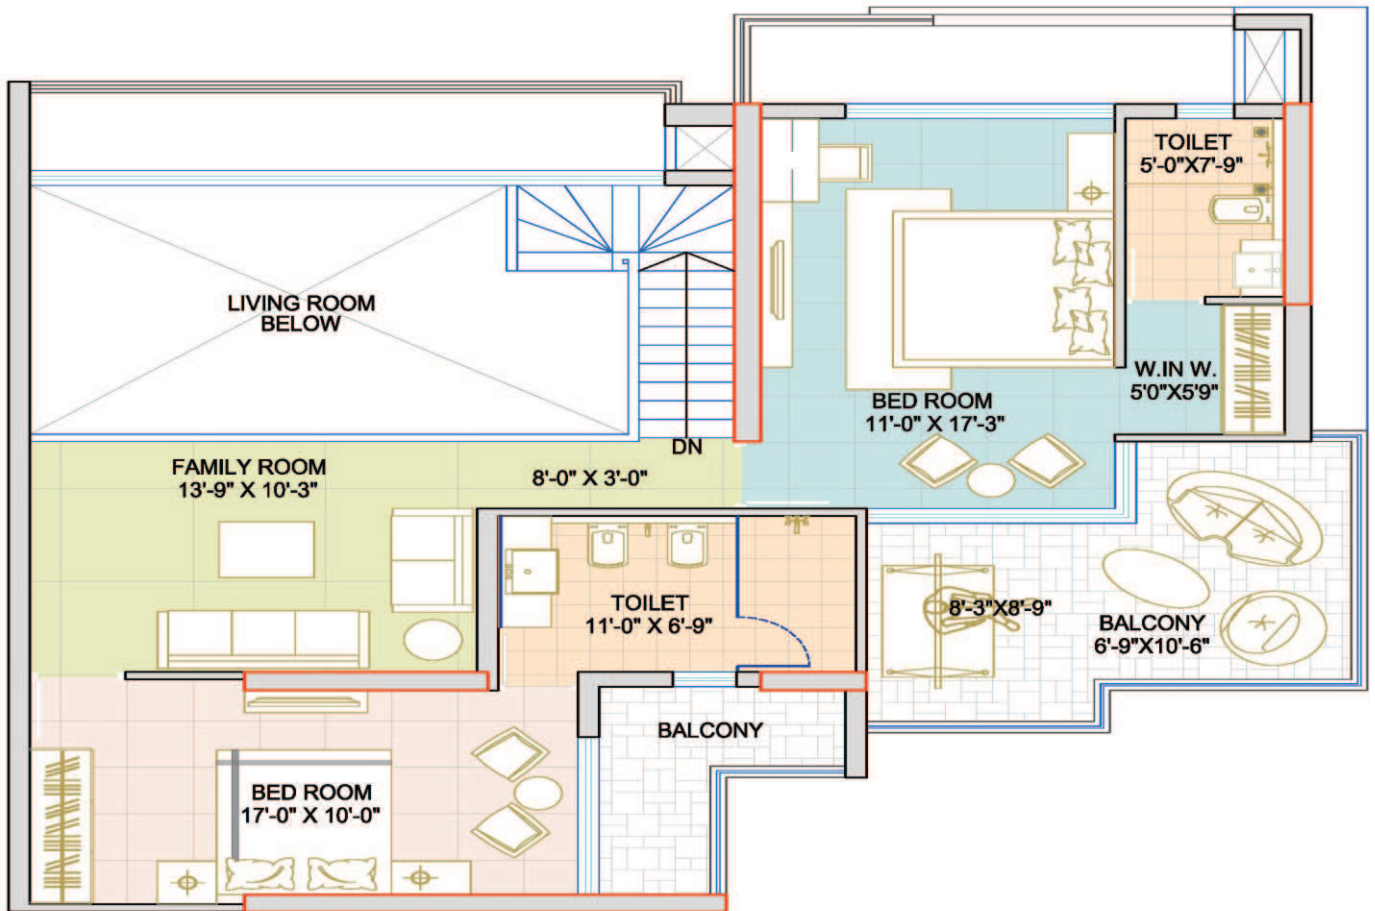 TOILET
5'-0"X7'-9"
LIVING ROOM
BELOW
W.IN W.
5'0"X5'9"
BED ROOM
11'-0" X 17'-3"
DN
FAMILY ROOM
13'-9" X 10'-3"
8'-0" X 3'-0"
TOILET
11'-0" X 6'-9"
8'-3"X8'-9"
BALCONY
6'-9"X10'-6"
BALCONY
BED ROOM
17'-0" X 10'-0"